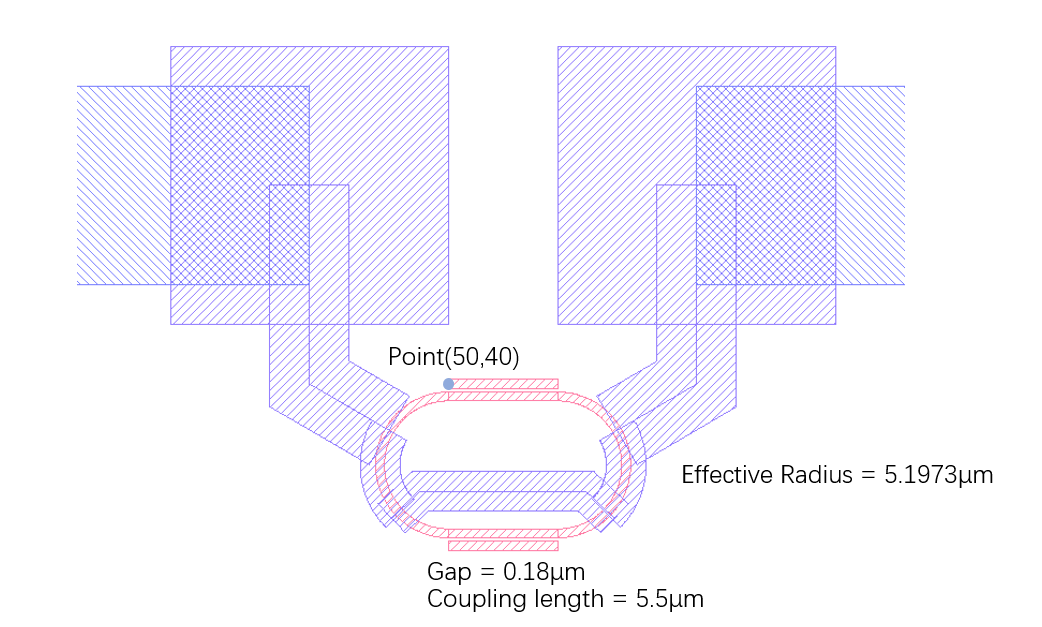 Point(50,40)
Effective Radius = 5.1973μm
Gap = 0.18μm
Coupling length = 5.5μm